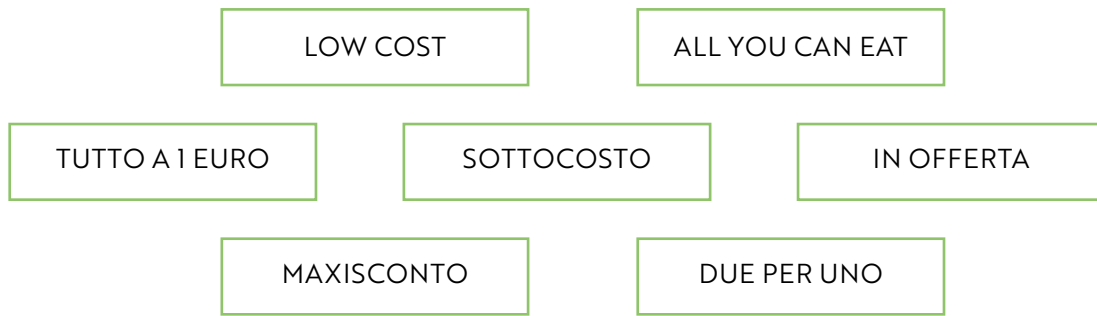 LOW COST
ALL YOU CAN EAT
TUTTO A 1 EURO
SOTTOCOSTO
IN OFFERTA
MAXISCONTO
DUE PER UNO